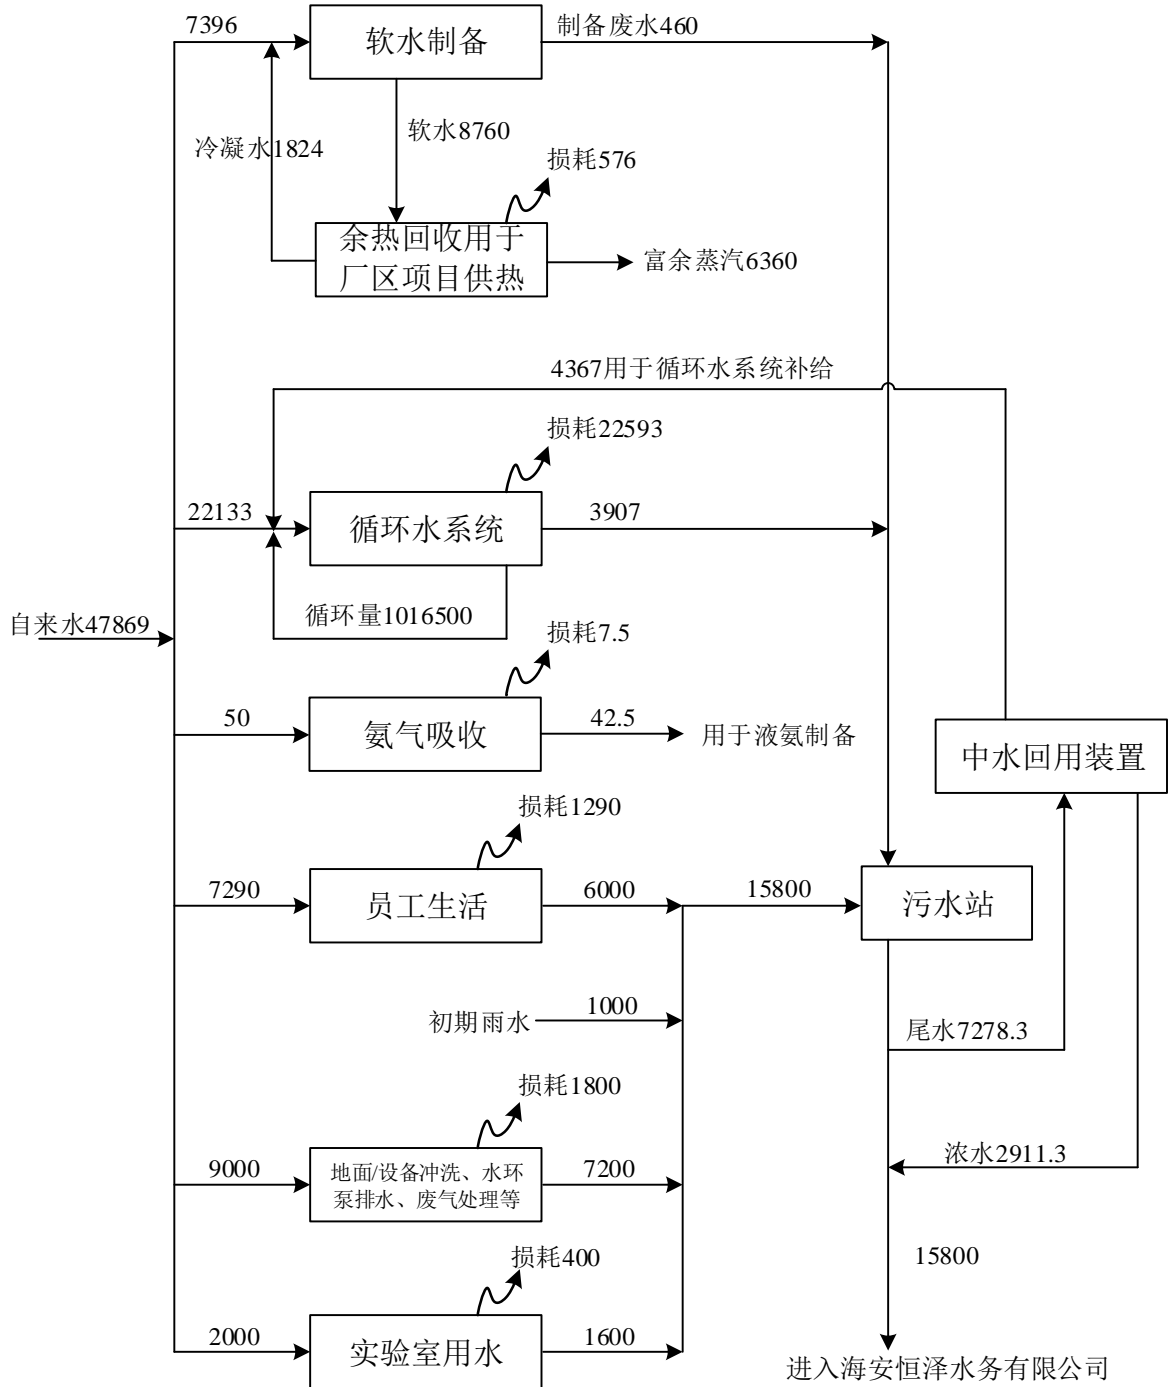 7396
软水制备
制备废水460
冷凝水1824
软水8760
损耗576
余热回收用于
厂区项目供热
富余蒸汽6360
4367用于循环水系统补给
损耗22593
22133
循环水系统
3907
循环量1016500
自来水47869
损耗7.5
50
氨气吸收
42.5
用于液氨制备
中水回用装置
损耗1290
7290
员工生活
6000
15800
污水站
初期雨水
1000
尾水7278.3
损耗1800
9000
地面/设备冲洗、水环
泵排水、废气处理等
7200
浓水2911.3
损耗400
15800
2000
实验室用水
1600
进入海安恒泽水务有限公司